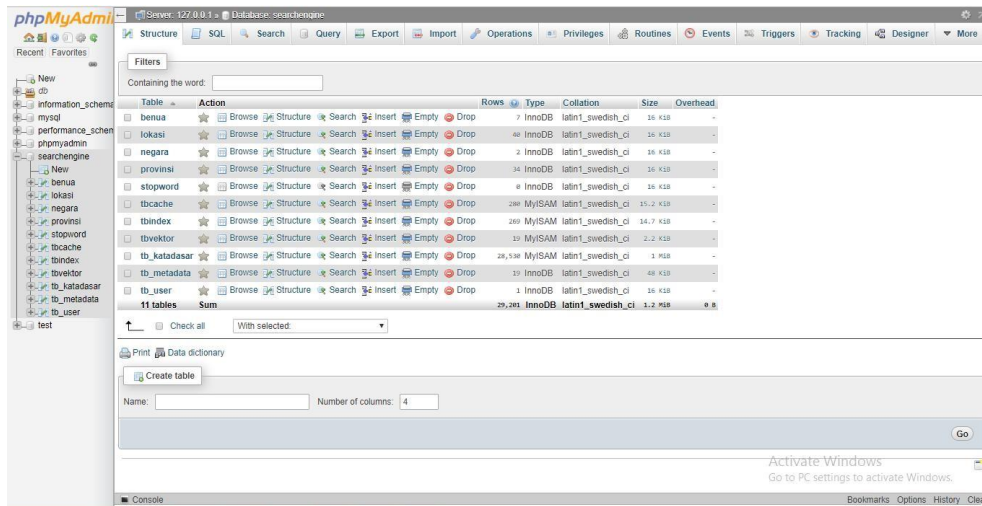 phpMyAdmi
Recent Favorites
New
db
information_schema
mysql
performance_schem
phpmyadmin
searchengine
New
benua
lokasi
negara
provinsi
stopword
tbcache
tbindex
tbvektor
tb_katadasar
tb_metadata
tb_user
test
Server: 127.0.0.1 » Database: searchengine
Structure SQL Search Query Export Import Operations Privileges Routines Events Triggers Tracking Designer More
Filters
Containing the word:
Table Action Rows Type Collation Size Overhead
benua Browse Structure Search Insert Empty Drop 7 InnoDB latin1_swedish_ci 16 KiB -
lokasi Browse Structure Search Insert Empty Drop 40 InnoDB latin1_swedish_ci 16 KiB -
negara Browse Structure Search Insert Empty Drop 2 InnoDB latin1_swedish_ci 16 KiB -
provinsi Browse Structure Search Insert Empty Drop 34 InnoDB latin1_swedish_ci 16 KiB -
stopword Browse Structure Search Insert Empty Drop 0 InnoDB latin1_swedish_ci 16 KiB -
tbcache Browse Structure Search Insert Empty Drop 280 MyISAM latin1_swedish_ci 15.2 KiB -
tbindex Browse Structure Search Insert Empty Drop 269 MyISAM latin1_swedish_ci 14.7 KiB -
tbvektor Browse Structure Search Insert Empty Drop 19 MyISAM latin1_swedish_ci 2.2 KiB -
tb_katadasar Browse Structure Search Insert Empty Drop 28,530 MyISAM latin1_swedish_ci 1 MiB -
tb_metadata Browse Structure Search Insert Empty Drop 19 InnoDB latin1_swedish_ci 48 KiB -
tb_user Browse Structure Search Insert Empty Drop 1 InnoDB latin1_swedish_ci 16 KiB -
11 tables Sum 29,201 InnoDB latin1_swedish_ci 1.2 MiB 0 B
Check all With selected:
Print Data dictionary
Create table
Name: Number of columns: 4
Go
Activate Windows
Go to PC settings to activate Windows.
Console Bookmarks Options History Clea